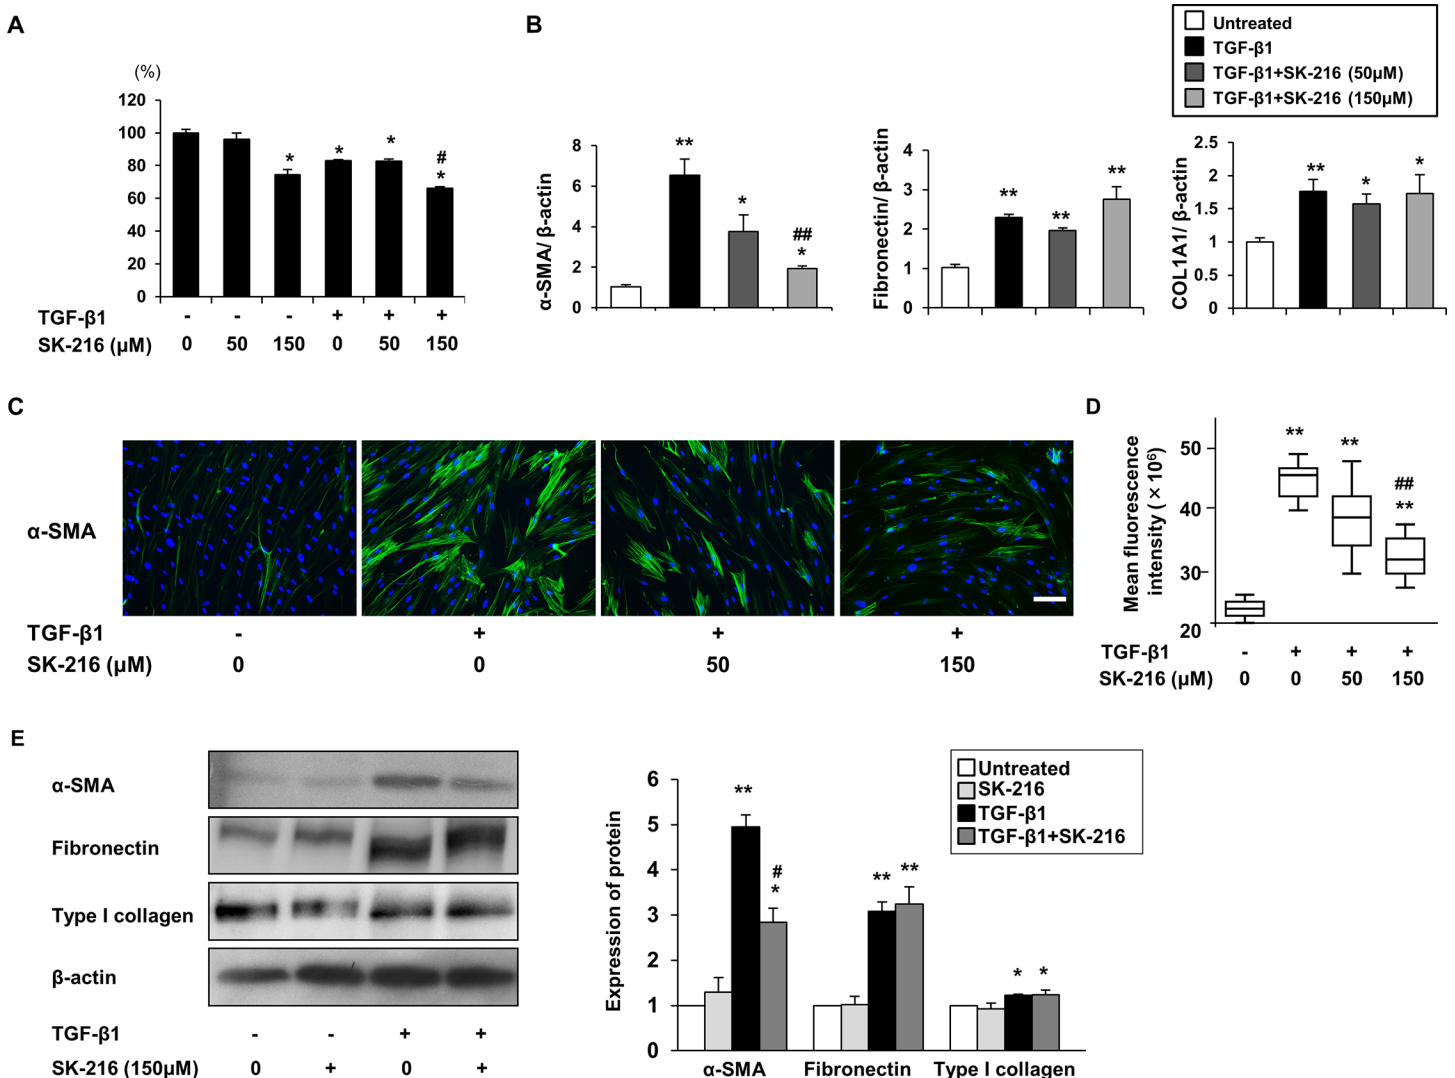 A
(%)
120
100
80
60
40
20
0
*
*
*
#
*
TGF-β1 - - - + + +
SK-216 (μM) 0 50 150 0 50 150
B
Untreated
TGF-β1
TGF-β1+SK-216 (50μM)
TGF-β1+SK-216 (150μM)
α-SMA/ β-actin
8
6
4
2
0
**
*
##
*
Fibronectin/ β-actin
4
3
2
1
0
**
**
**
COL1A1/ β-actin
2.5
2
1.5
1
0.5
0
**
*
*
C
α-SMA
TGF-β1 - + + +
SK-216 (μM) 0 0 50 150
D
Mean fluorescence
intensity (×10⁶)
50
40
30
20
**
**
##
**
TGF-β1 - + + +
SK-216 (μM) 0 0 50 150
E
α-SMA
Fibronectin
Type I collagen
β-actin
TGF-β1 - - + +
SK-216 (150μM) 0 + 0 +
Expression of protein
6
5
4
3
2
1
0
**
#
*
**
**
*
*
Untreated
SK-216
TGF-β1
TGF-β1+SK-216
α-SMA Fibronectin Type I collagen